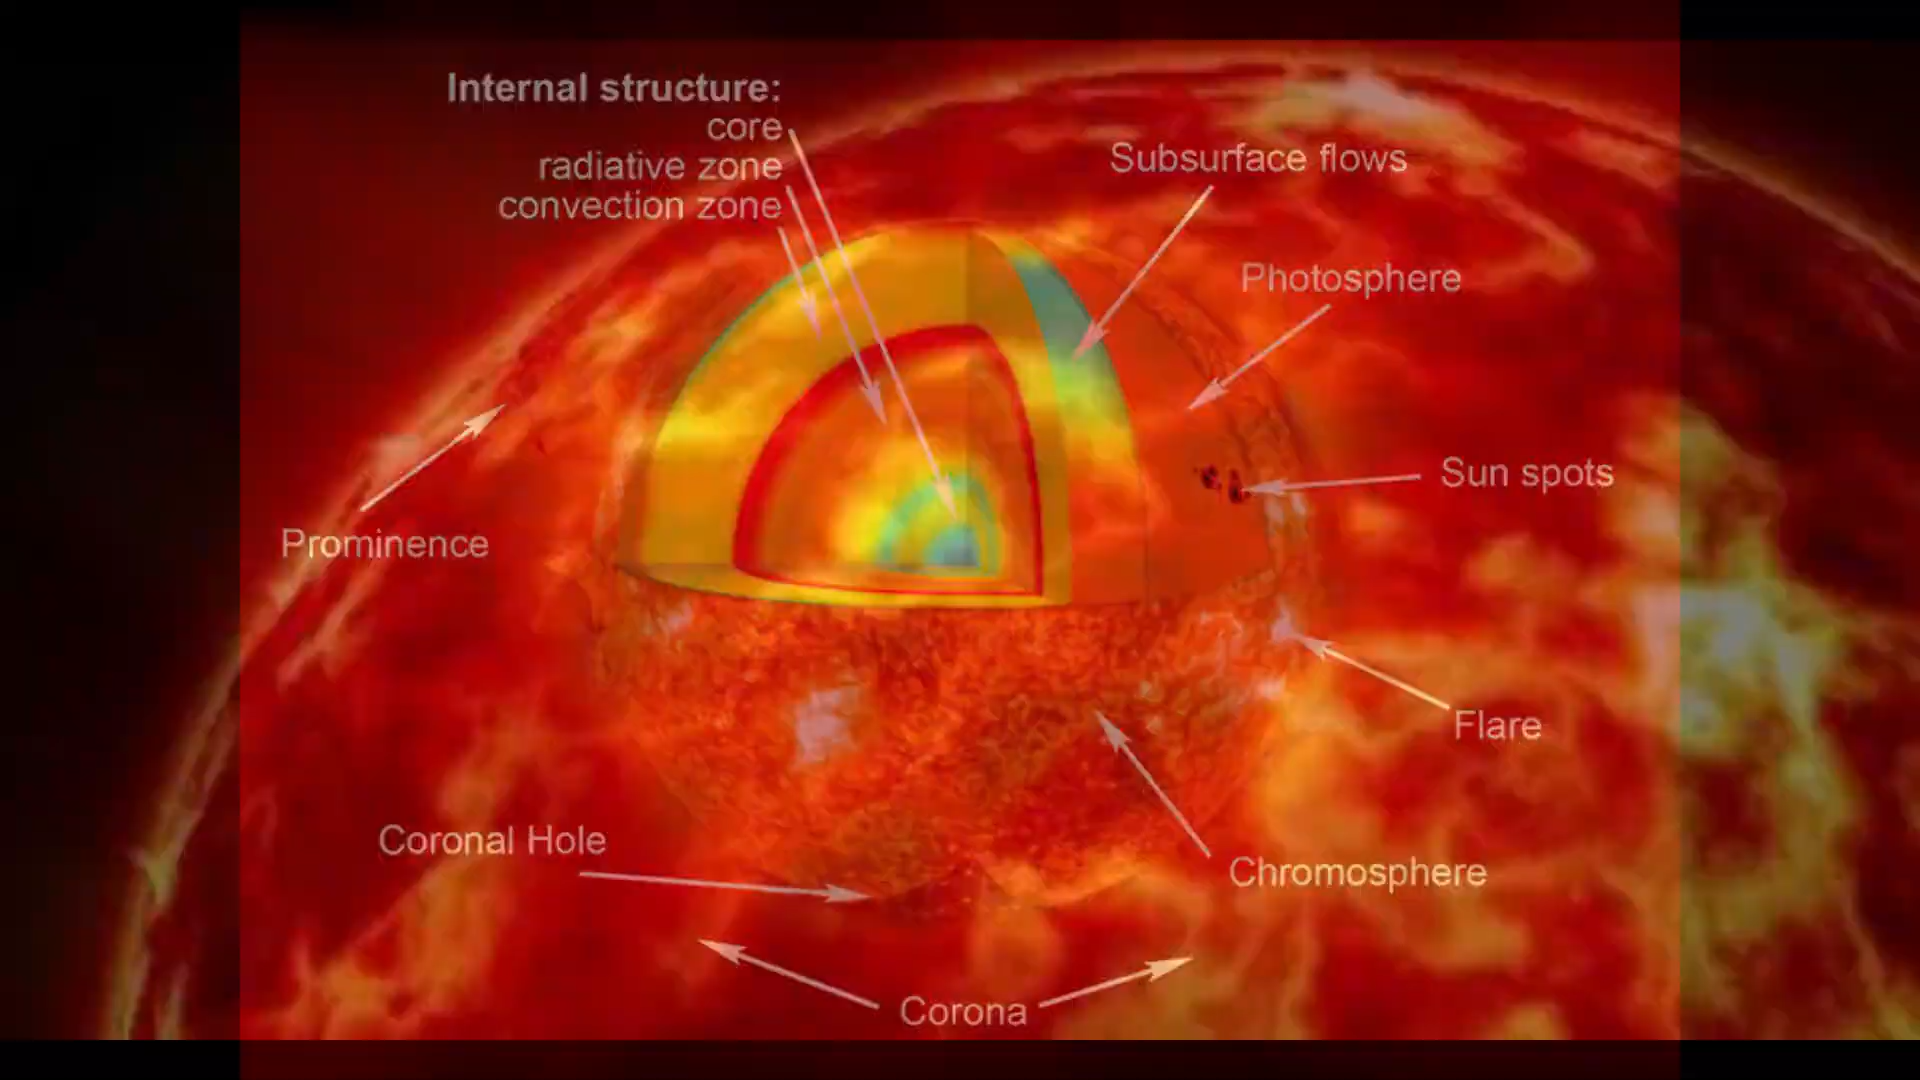 Internal structure:
core
radiative zone
convection zone
Subsurface flows
Photosphere
Sun spots
Prominence
Flare
Coronal Hole
Chromosphere
Corona